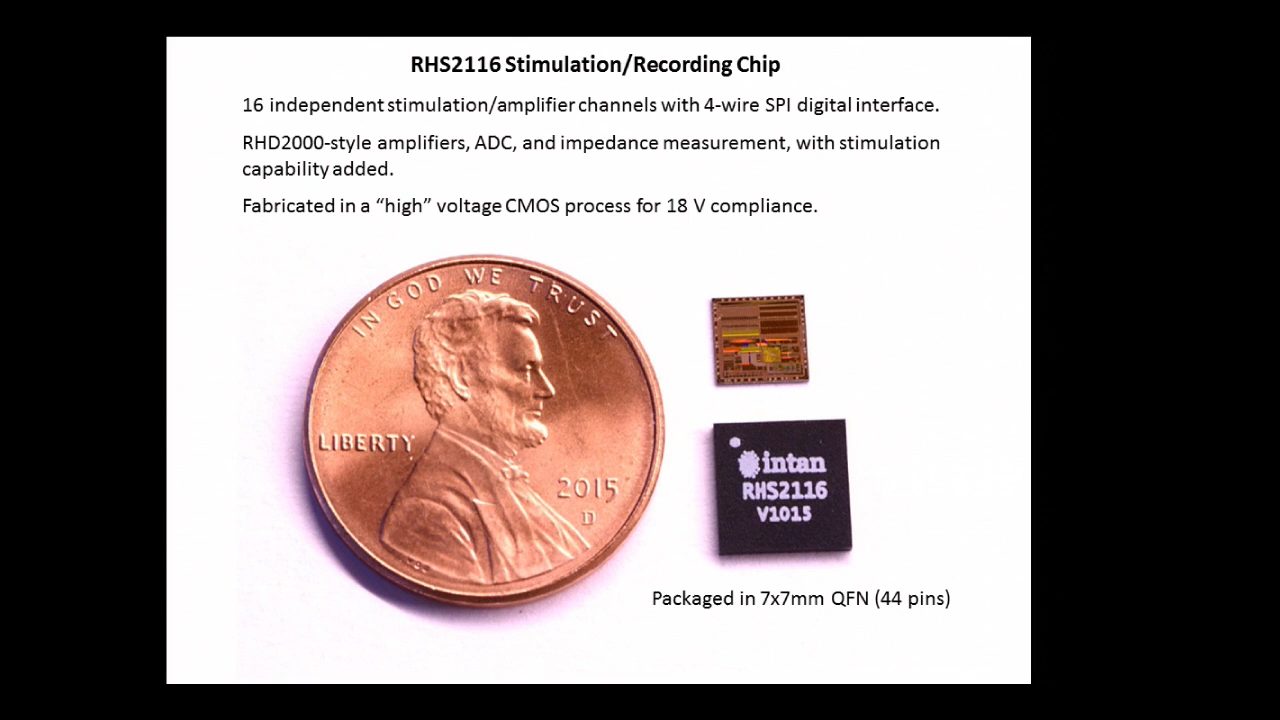 RHS2116 Stimulation/Recording Chip
16 independent stimulation/amplifier channels with 4-wire SPI digital interface.
RHD2000-style amplifiers, ADC, and impedance measurement, with stimulation
capability added.
Fabricated in a “high” voltage CMOS process for 18 V compliance.
IN GOD WE TRUST
LIBERTY
2015
D
intan
RHS2116
V1015
Packaged in 7x7mm QFN (44 pins)